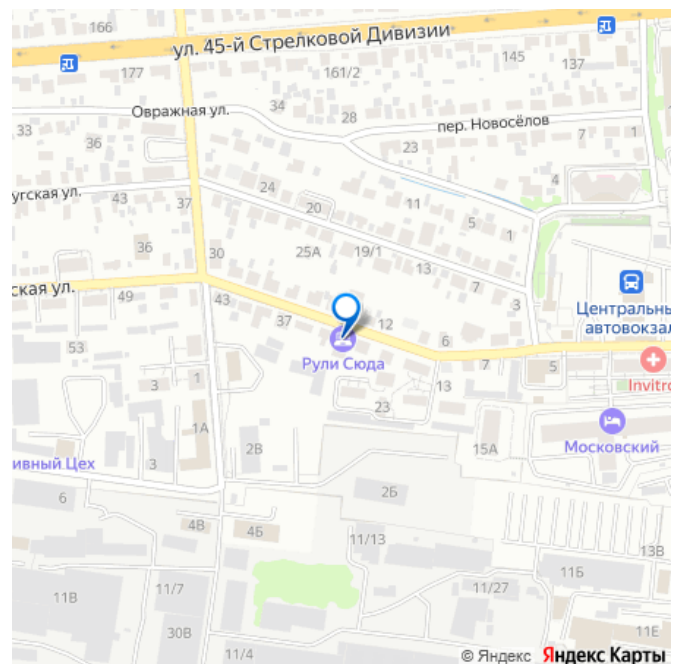 166
ул. 45-й Стрелковой Дивизии
177
161/2
145
137
Овражная ул.
34
28
пер. Новосёлов
33
36
23
7
1
4
угская ул.
43
37
24
20
11
5
1
36
30
25А
19/1
13
7
3
ская ул.
49
43
37
12
6
7
5
Центральны
автовокзал
Invitro
53
3
1
Рули Сюда
13
23
1А
2В
15А
Московский
ивный Цех
3
6
4В
4Б
2Б
11/13
13В
11Б
11/7
11/27
11В
30В
11/4
11Е
© Яндекс Яндекс Карты